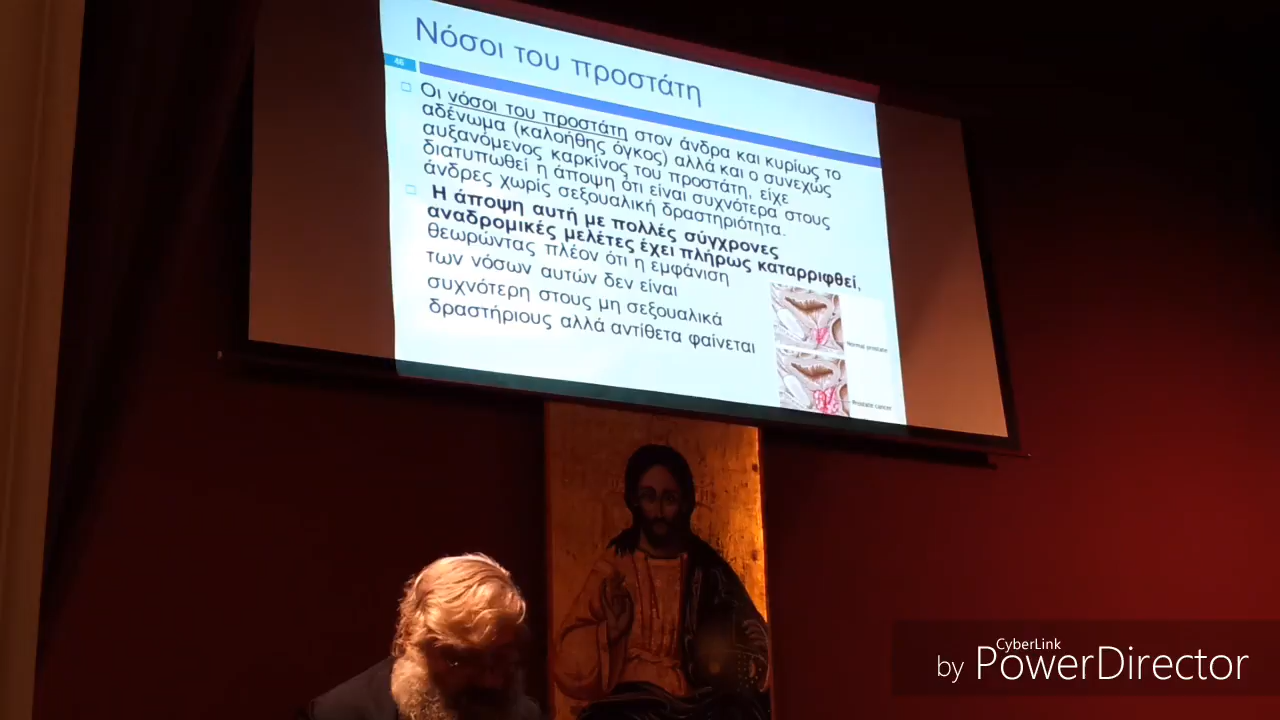 Νόσοι του προστάτη
46
Οι νόσοι του προστάτη στον άνδρα και κυρίως το
αδένωμα (καλοήθης όγκος) αλλά και ο συνεχώς
αυξανόμενος καρκίνος του προστάτη, είχε
διατυπωθεί η άποψη ότι είναι συχνότερα στους
άνδρες χωρίς σεξουαλική δραστηριότητα.
Η άποψη αυτή με πολλές σύγχρονες
αναδρομικές μελέτες έχει πλήρως καταρριφθεί,
θεωρώντας πλέον ότι η εμφάνιση
των νόσων αυτών δεν είναι
συχνότερη στους μη σεξουαλικά
δραστήριους αλλά αντίθετα φαίνεται
Normal prostate
Prostate cancer
CyberLink
by PowerDirector